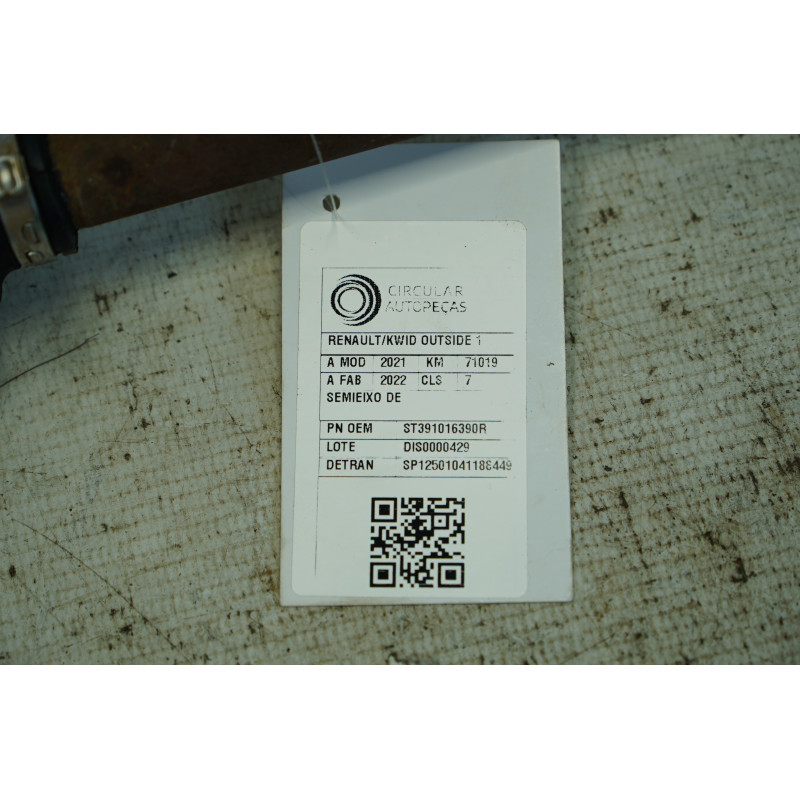 CIRCULAR
AUTOPEÇAS
RENAULT/KWID OUTSIDE 1
A MOD 2021 KM 71019
A FAB 2022 CLS 7
SEMIEIXO DE
PN OEM ST391016390R
LOTE DIS0000429
DETRAN SP12501041188449